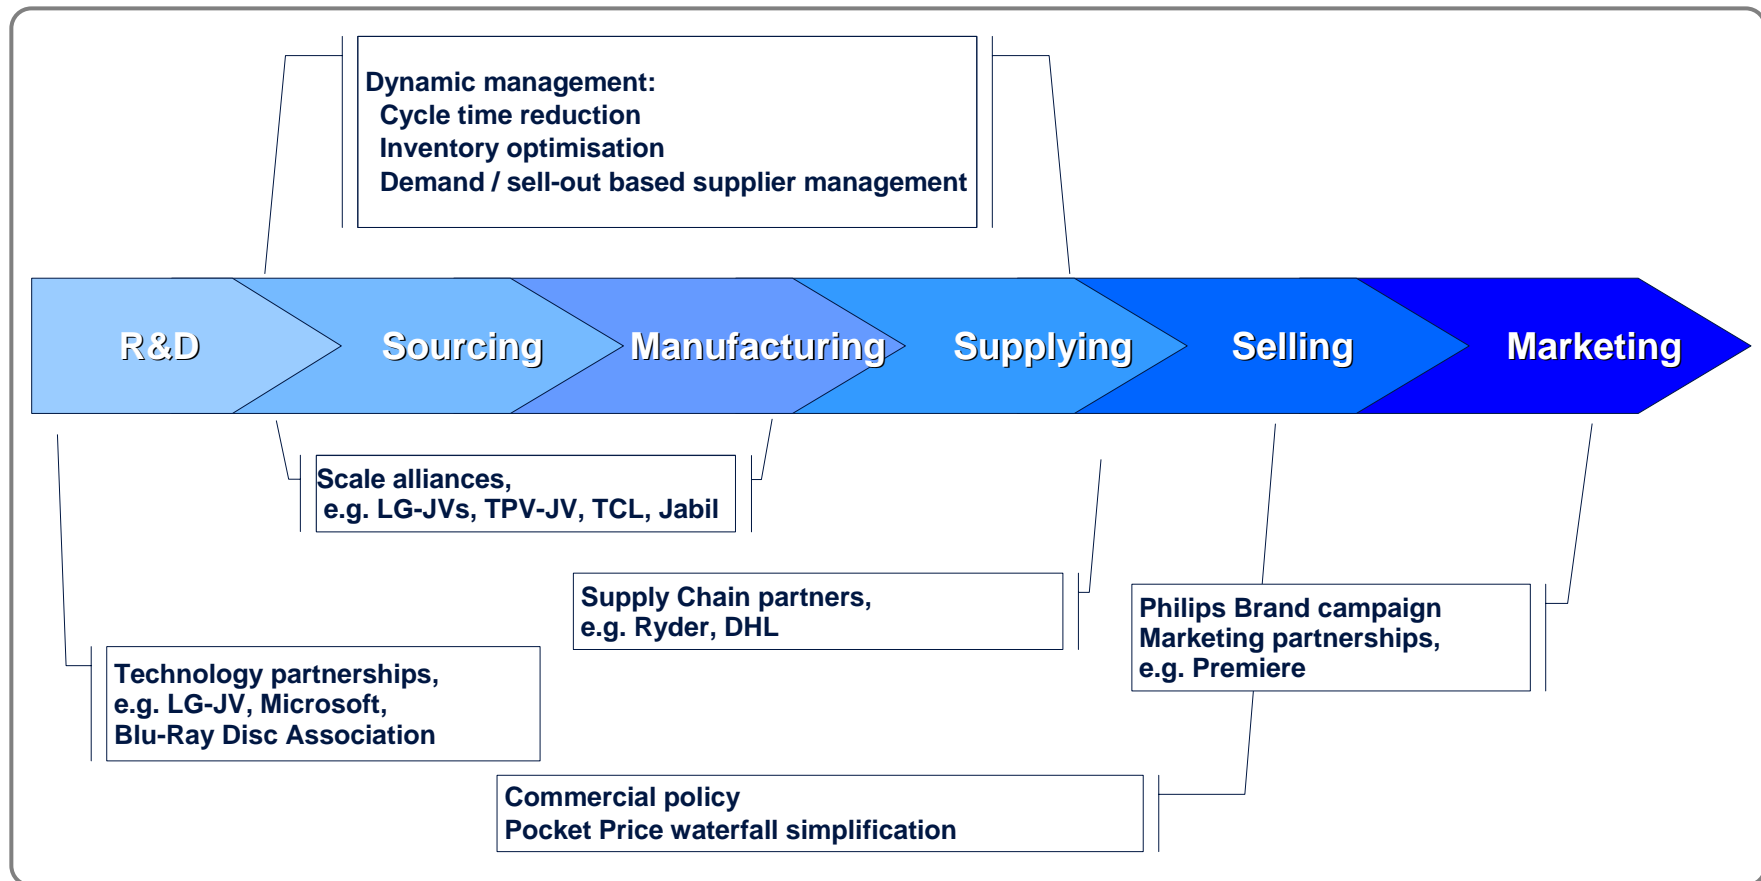 Dynamic management:
Cycle time reduction
Inventory optimisation
Demand / sell-out based supplier management
R&D
Sourcing
Manufacturing
Supplying
Selling
Marketing
Scale alliances,
e.g. LG-JVs, TPV-JV, TCL, Jabil
Supply Chain partners,
e.g. Ryder, DHL
Philips Brand campaign
Marketing partnerships,
e.g. Premiere
Technology partnerships,
e.g. LG-JV, Microsoft,
Blu-Ray Disc Association
Commercial policy
Pocket Price waterfall simplification